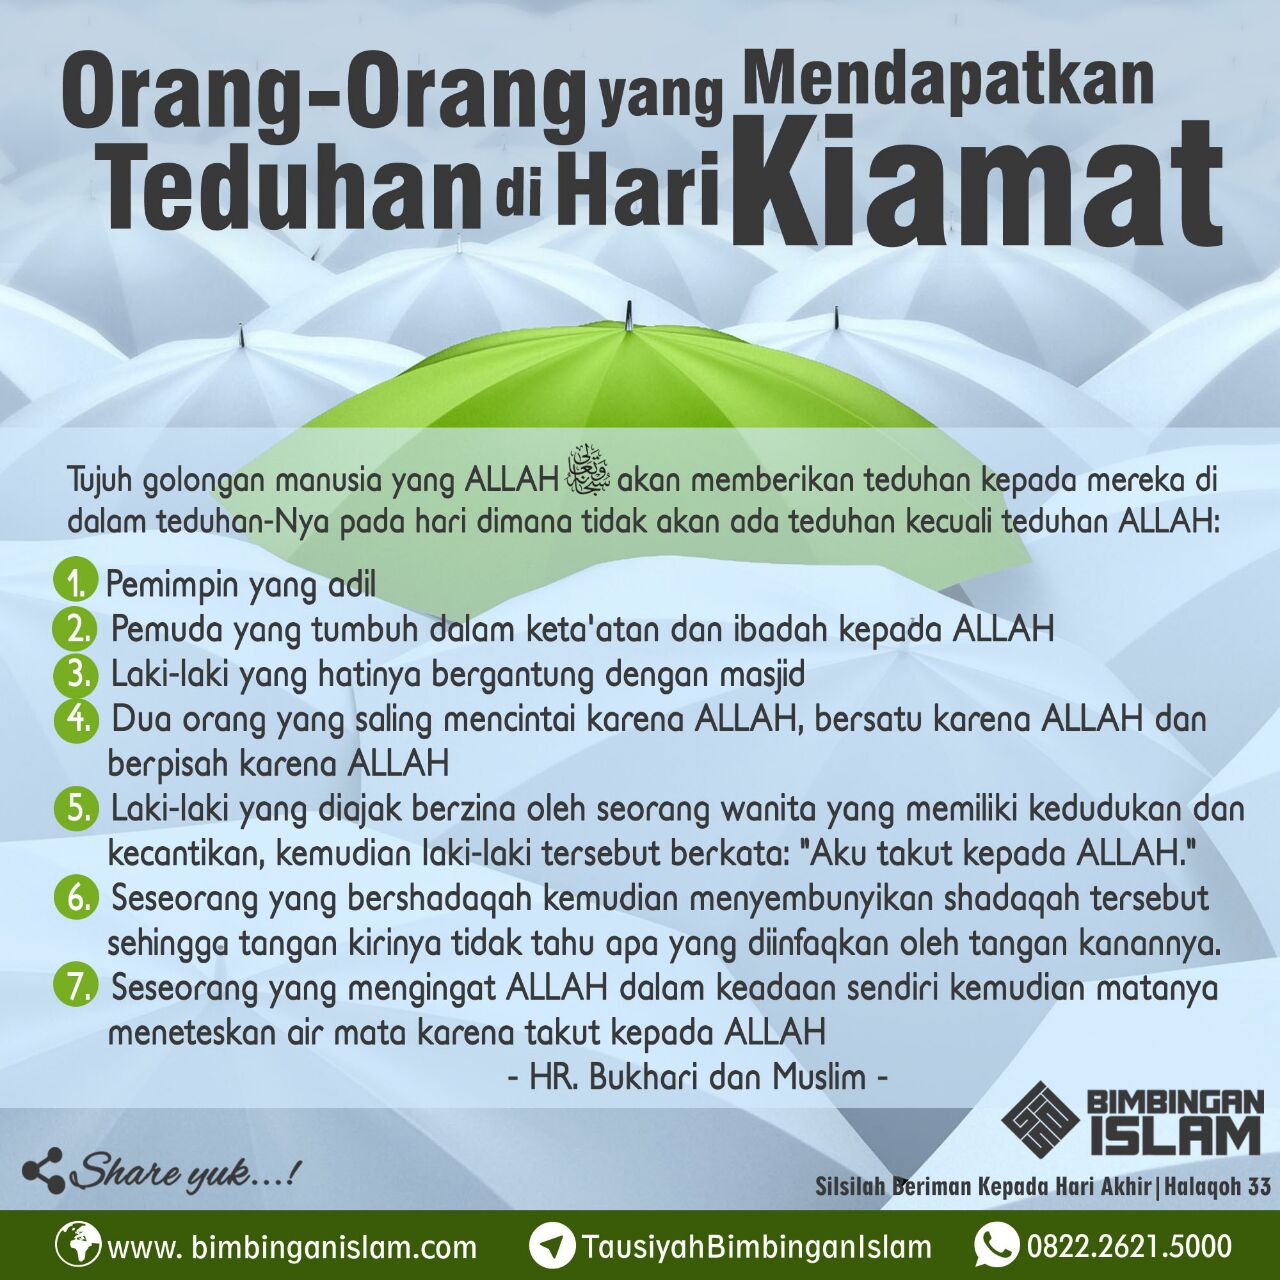 Orang-Orang yang Mendapatkan
Teduhan di Hari Kiamat
Tujuh golongan manusia yang ALLAH سبحانه وتعالى akan memberikan teduhan kepada mereka di
dalam teduhan-Nya pada hari dimana tidak akan ada teduhan kecuali teduhan ALLAH:
1. Pemimpin yang adil
2. Pemuda yang tumbuh dalam keta'atan dan ibadah kepada ALLAH
3. Laki-laki yang hatinya bergantung dengan masjid
4. Dua orang yang saling mencintai karena ALLAH, bersatu karena ALLAH dan
berpisah karena ALLAH
5. Laki-laki yang diajak berzina oleh seorang wanita yang memiliki kedudukan dan
kecantikan, kemudian laki-laki tersebut berkata: "Aku takut kepada ALLAH."
6. Seseorang yang bershadaqah kemudian menyembunyikan shadaqah tersebut
sehingga tangan kirinya tidak tahu apa yang diinfaqkan oleh tangan kanannya.
7. Seseorang yang mengingat ALLAH dalam keadaan sendiri kemudian matanya
meneteskan air mata karena takut kepada ALLAH
- HR. Bukhari dan Muslim -
BIMBINGAN
ISLAM
Share yuk...!
Silsilah Beriman Kepada Hari Akhir|Halaqoh 33
www. bimbinganislam.com
TausiyahBimbinganIslam
0822.2621.5000